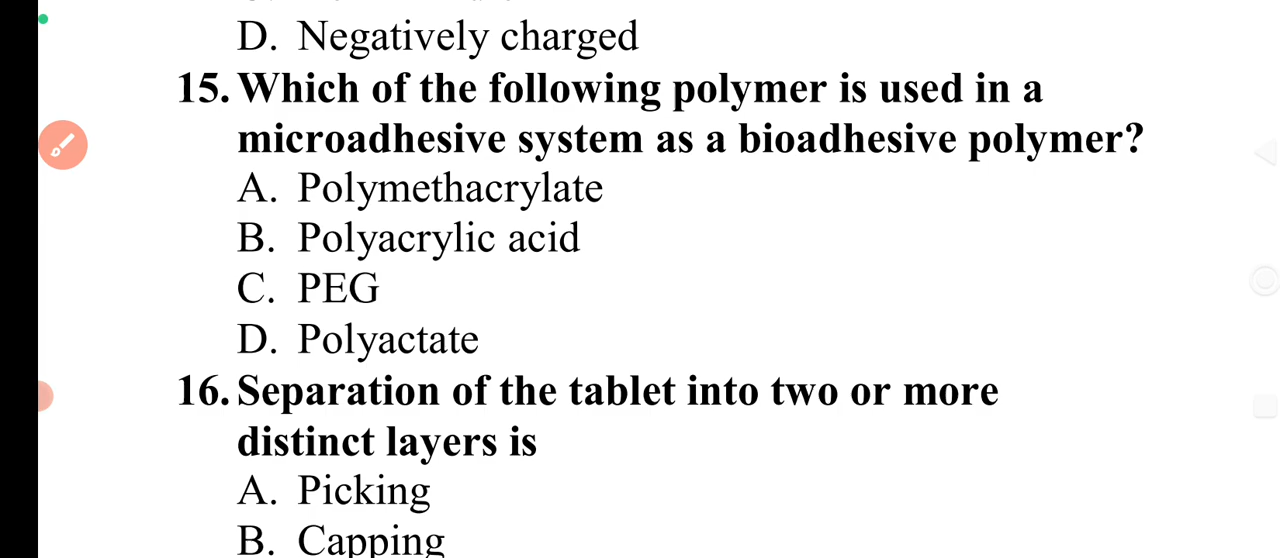 D. Negatively charged
15. Which of the following polymer is used in a
microadhesive system as a bioadhesive polymer?
A. Polymethacrylate
B. Polyacrylic acid
C. PEG
D. Polyactate
16. Separation of the tablet into two or more
distinct layers is
A. Picking
B. Capping